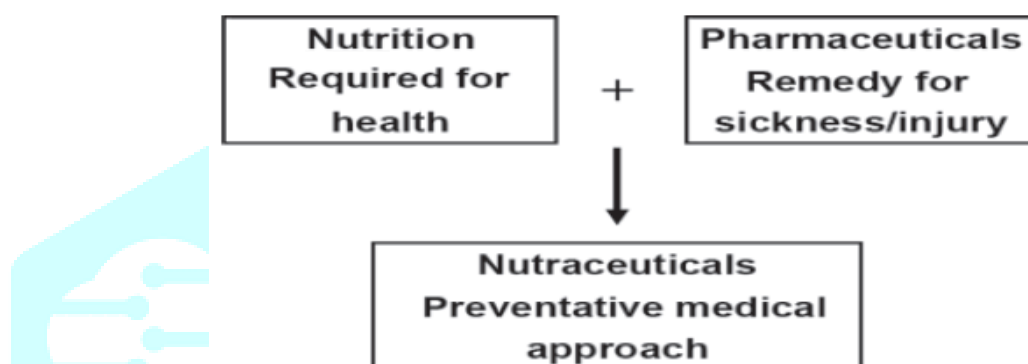 Nutrition
Required for
health
+
Pharmaceuticals
Remedy for
sickness/injury
Nutraceuticals
Preventative medical
approach